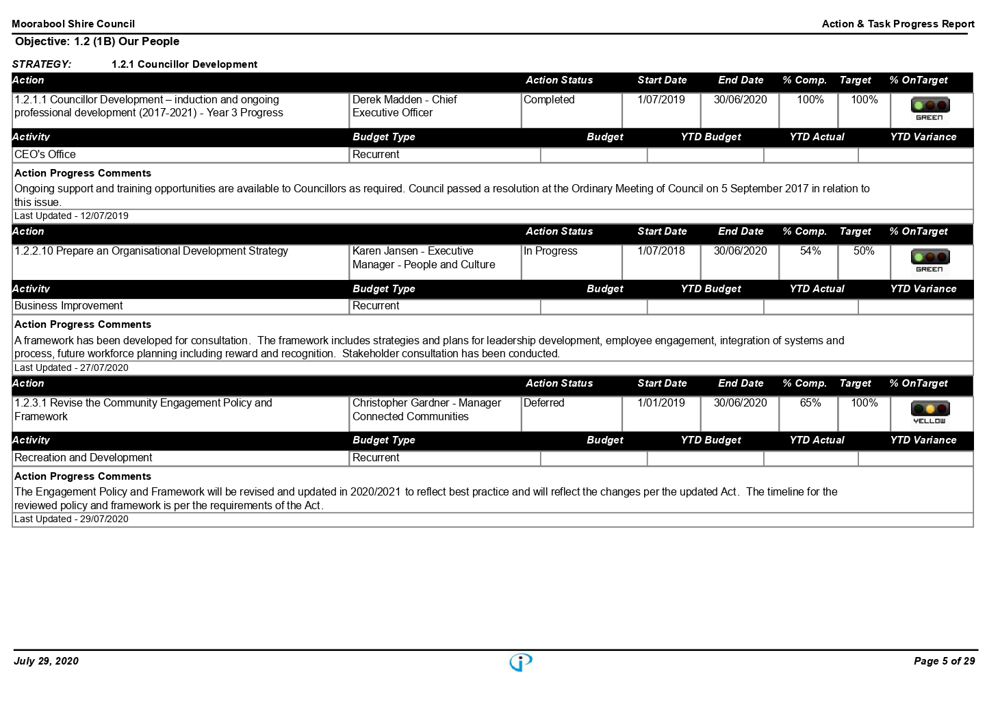 Moorabool Shire Council Action & Task Progress Report
Objective: 1.2 (1B) Our People
STRATEGY: 1.2.1 Councillor Development
Action Action Status Start Date End Date % Comp. Target % OnTarget
1.2.1.1 Councillor Development – induction and ongoing Derek Madden - Chief Completed 1/07/2019 30/06/2020 100% 100%
professional development (2017-2021) - Year 3 Progress Executive Officer
GREEN
Activity Budget Type Budget YTD Budget YTD Actual YTD Variance
CEO's Office Recurrent
Action Progress Comments
Ongoing support and training opportunities are available to Councillors as required. Council passed a resolution at the Ordinary Meeting of Council on 5 September 2017 in relation to
this issue.
Last Updated - 12/07/2019
Action Action Status Start Date End Date % Comp. Target % OnTarget
1.2.2.10 Prepare an Organisational Development Strategy Karen Jansen - Executive In Progress 1/07/2018 30/06/2020 54% 50%
Manager - People and Culture
GREEN
Activity Budget Type Budget YTD Budget YTD Actual YTD Variance
Business Improvement Recurrent
Action Progress Comments
A framework has been developed for consultation.  The framework includes strategies and plans for leadership development, employee engagement, integration of systems and
process, future workforce planning including reward and recognition.  Stakeholder consultation has been conducted.
Last Updated - 27/07/2020
Action Action Status Start Date End Date % Comp. Target % OnTarget
1.2.3.1 Revise the Community Engagement Policy and Christopher Gardner - Manager Deferred 1/01/2019 30/06/2020 65% 100%
Framework Connected Communities
YELLOW
Activity Budget Type Budget YTD Budget YTD Actual YTD Variance
Recreation and Development Recurrent
Action Progress Comments
The Engagement Policy and Framework will be revised and updated in 2020/2021 to reflect best practice and will reflect the changes per the updated Act.  The timeline for the
reviewed policy and framework is per the requirements of the Act.
Last Updated - 29/07/2020
July 29, 2020 Page 5 of 29